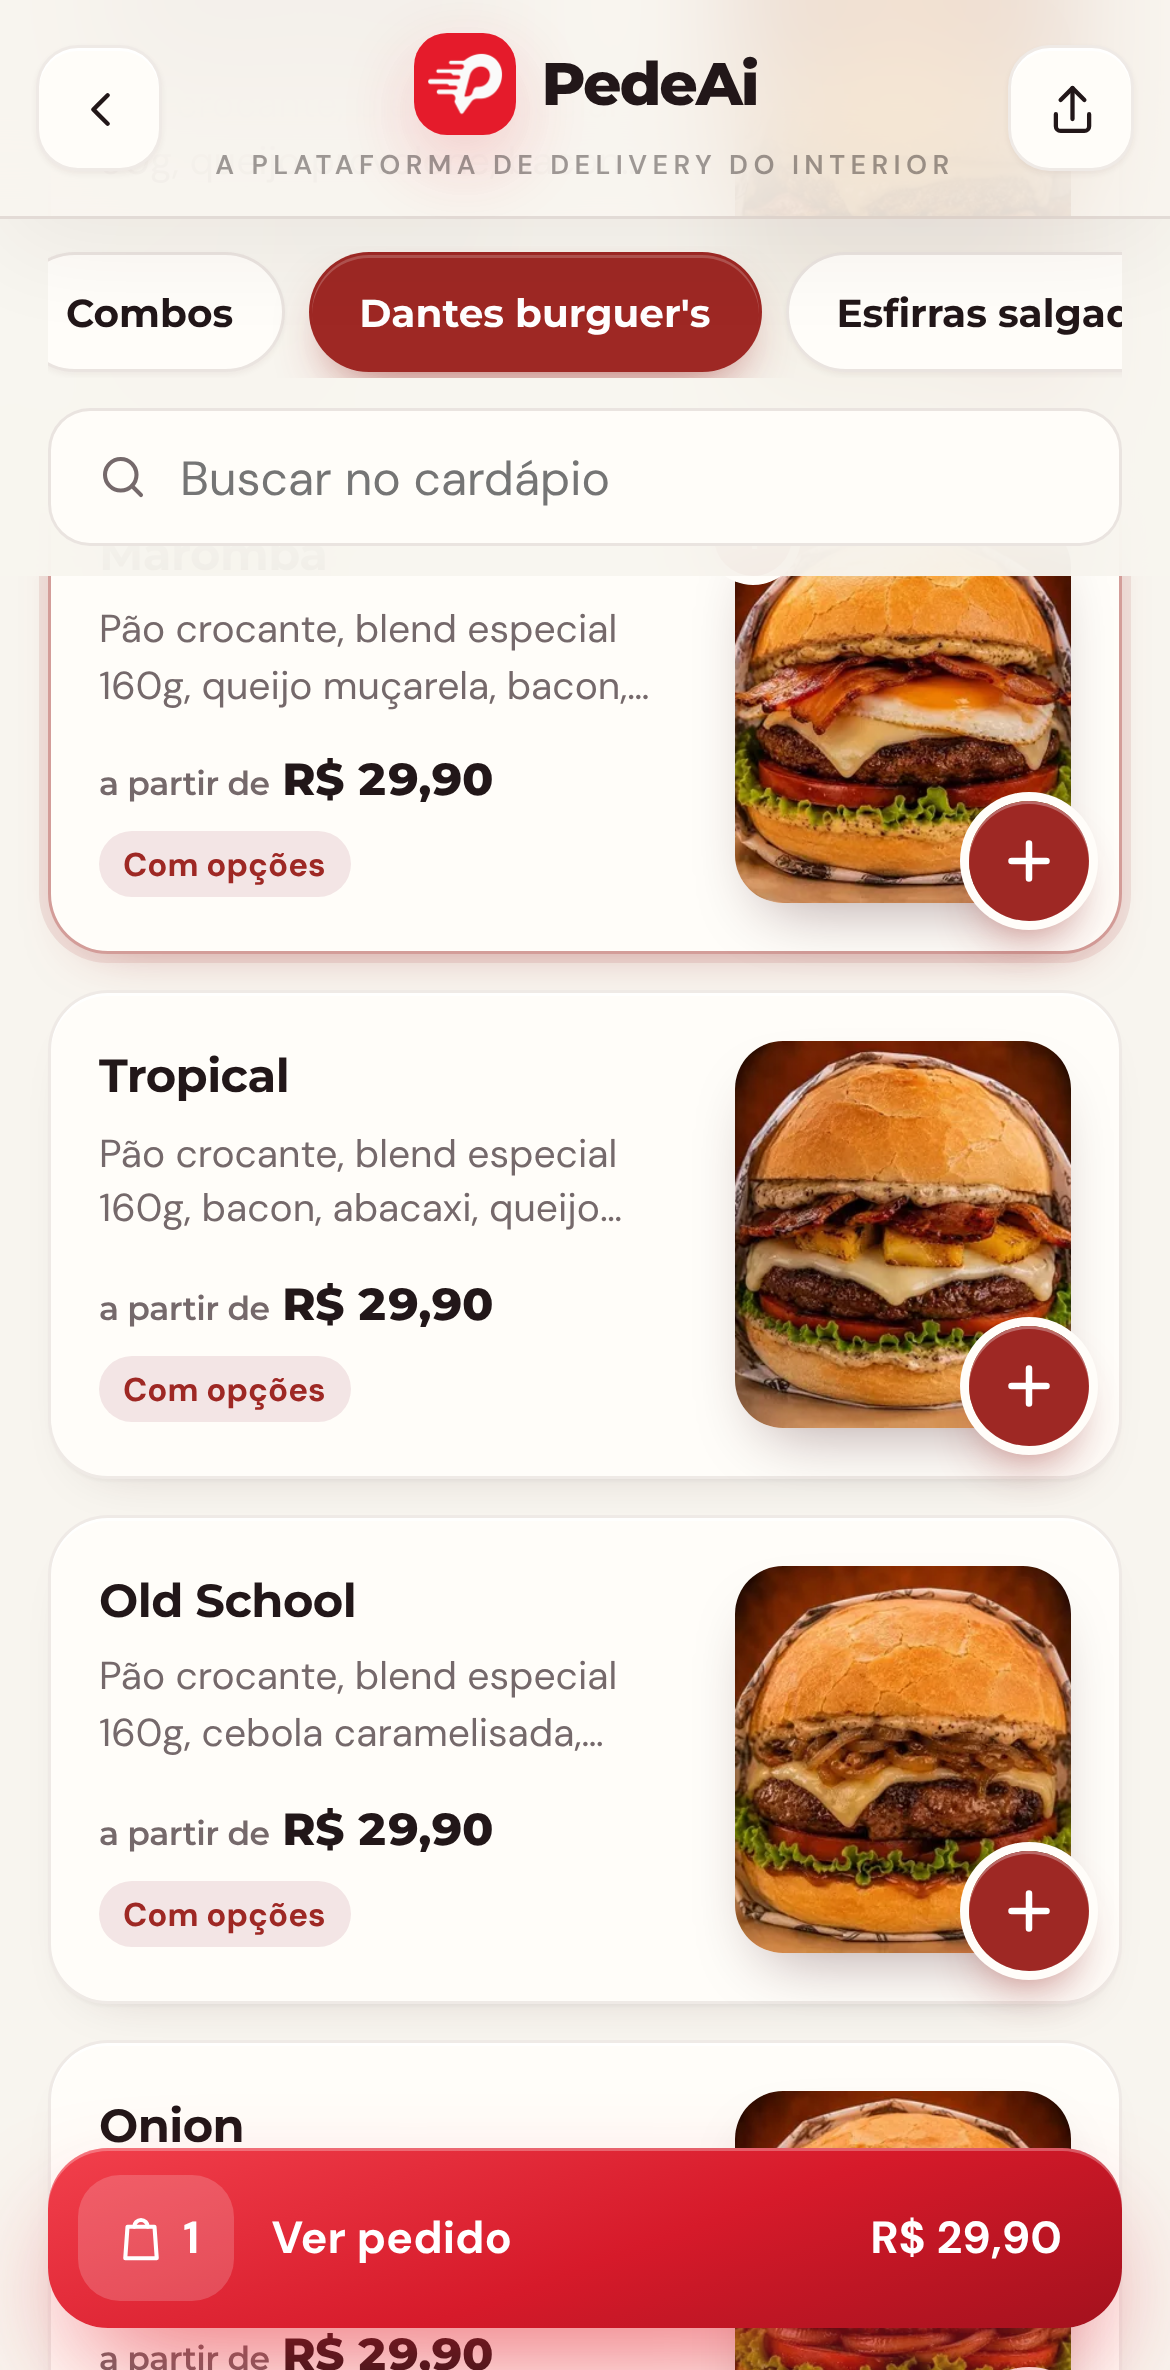 PedeAi
A PLATAFORMA DE DELIVERY DO INTERIOR
Combos
Dantes burguer's
Esfirras salgad
Buscar no cardápio
Maromba
Pão crocante, blend especial
160g, queijo muçarela, bacon,...
a partir de R$ 29,90
Com opções
Tropical
Pão crocante, blend especial
160g, bacon, abacaxi, queijo...
a partir de R$ 29,90
Com opções
Old School
Pão crocante, blend especial
160g, cebola caramelisada,...
a partir de R$ 29,90
Com opções
Onion
1 Ver pedido R$ 29,90
a partir de R$ 29,90